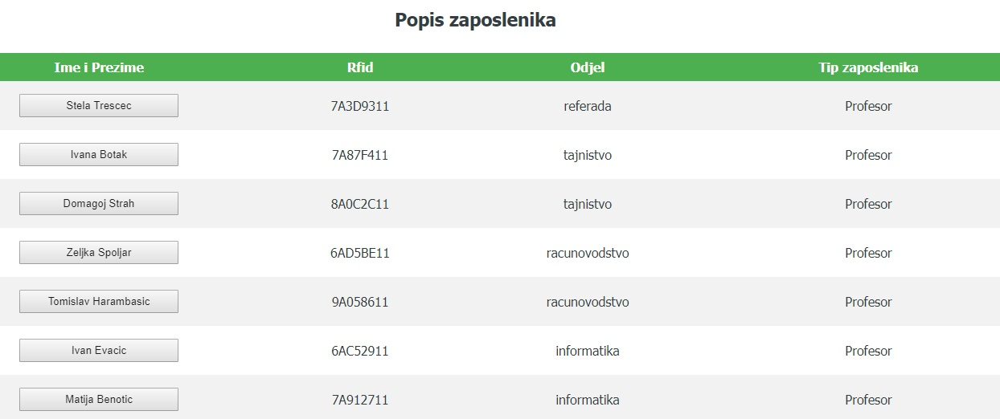 Popis zaposlenika
Ime i Prezime Rfid Odjel Tip zaposlenika
Stela Trescec 7A3D9311 referada Profesor
Ivana Botak 7A87F411 tajnistvo Profesor
Domagoj Strah 8A0C2C11 tajnistvo Profesor
Zeljka Spoljar 6AD5BE11 racunovodstvo Profesor
Tomislav Harambasic 9A058611 racunovodstvo Profesor
Ivan Evacic 6AC52911 informatika Profesor
Matija Benotic 7A912711 informatika Profesor